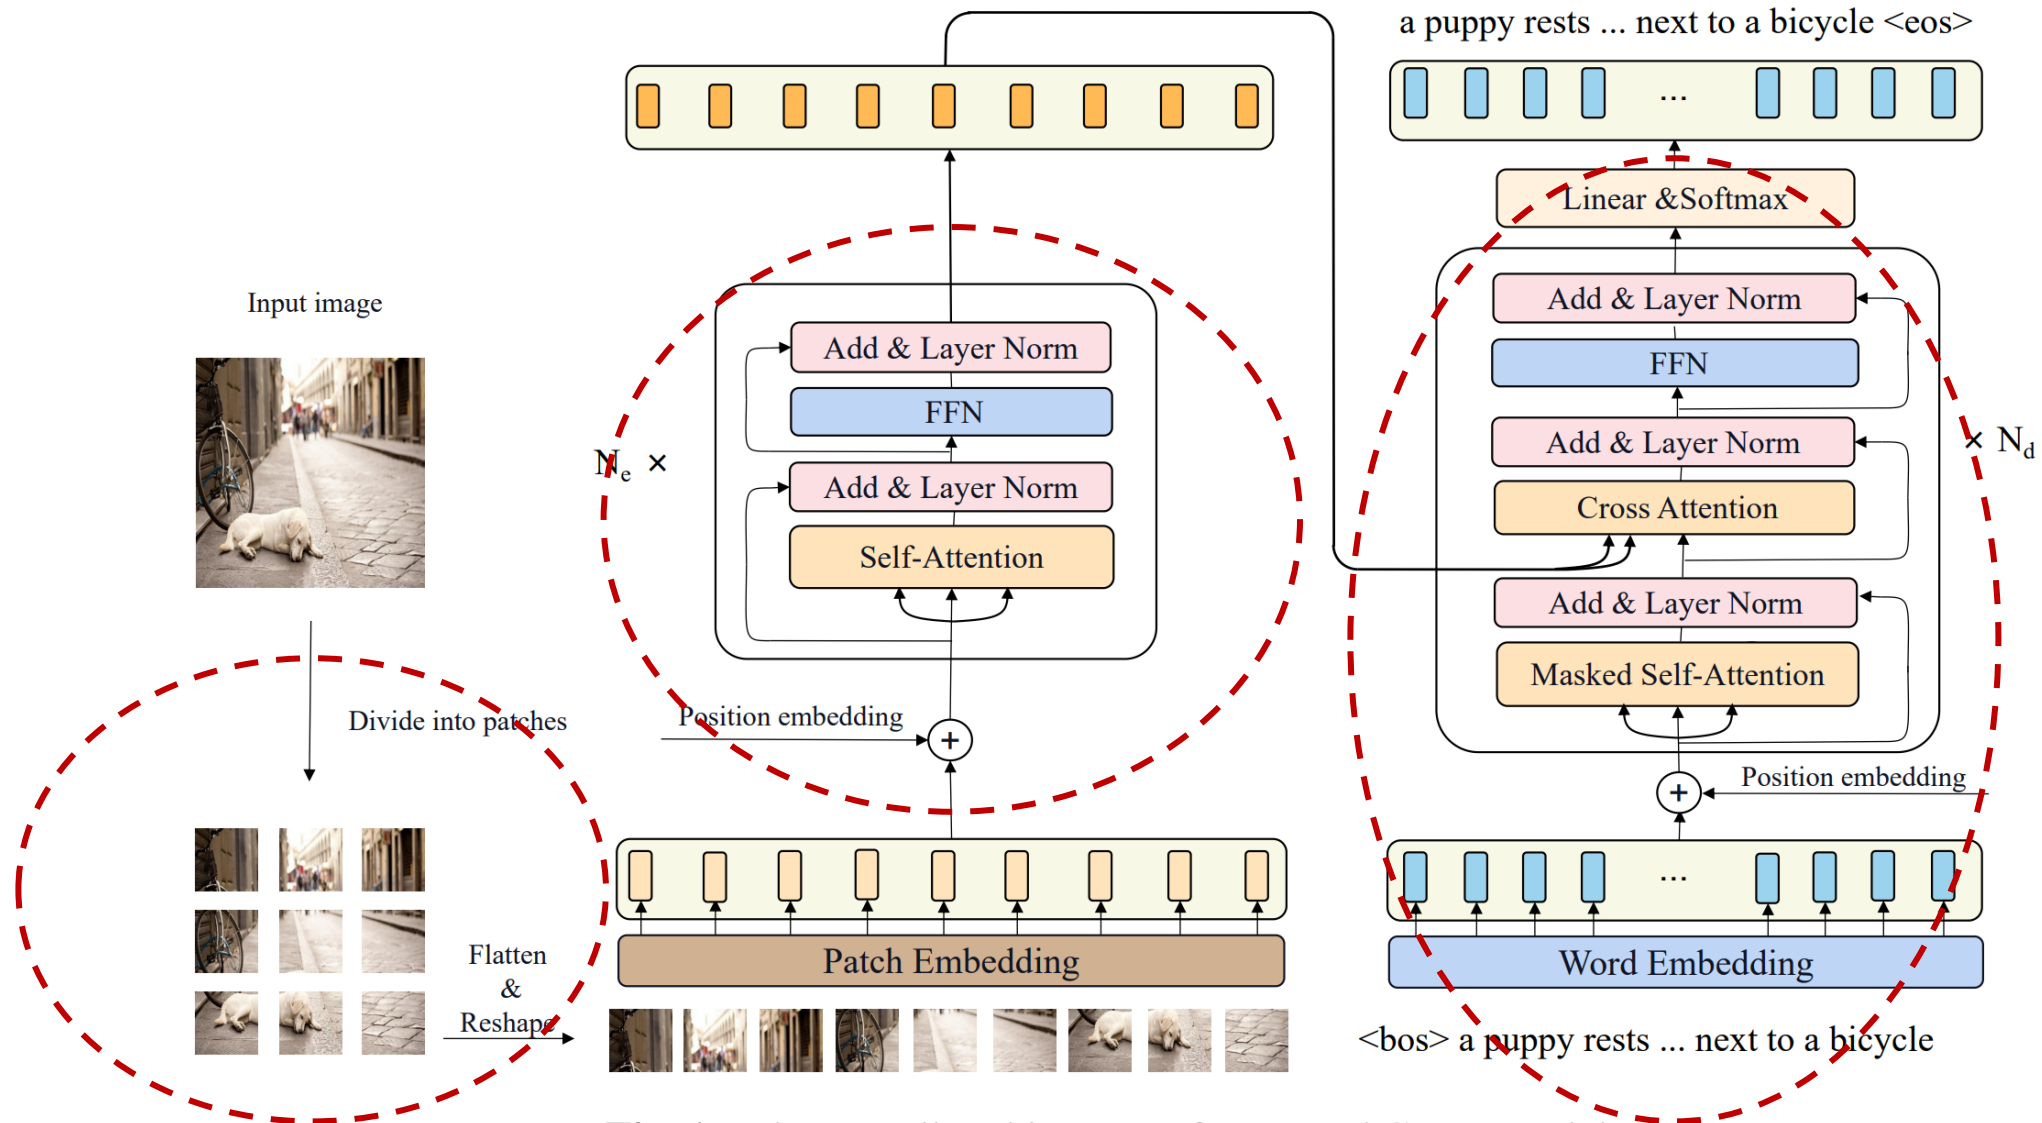 Input image
Divide into patches
Flatten
&
Reshape
Add & Layer Norm
FFN
Add & Layer Norm
Self-Attention
Nₑ ×
Position embedding
+
Patch Embedding
a puppy rests ... next to a bicycle <eos>
...
Linear &Softmax
Add & Layer Norm
FFN
Add & Layer Norm
× N_d
Cross Attention
Add & Layer Norm
Masked Self-Attention
Position embedding
+
...
Word Embedding
<bos> a puppy rests ... next to a bicycle